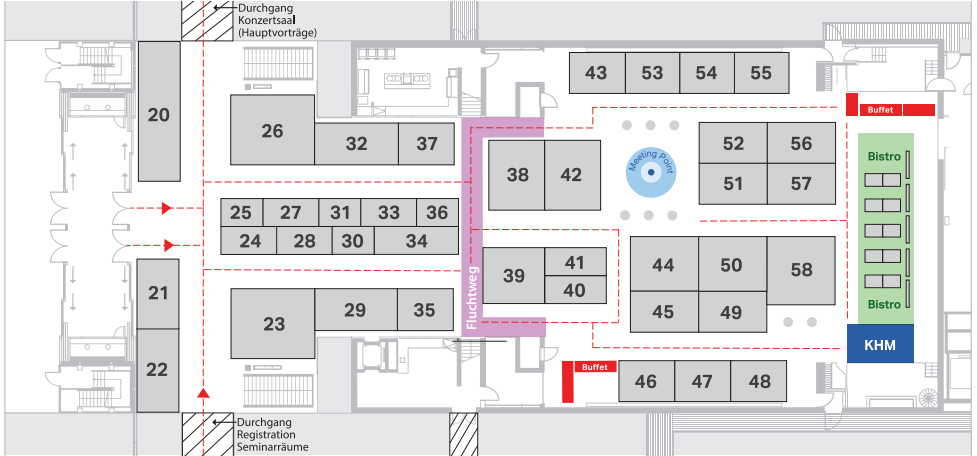 Durchgang
Konzertsaal
(Hauptvorträge)
43 53 54 55
20
26
32 37
Buffet
52 56
Bistro
38 42
Meeting Point
51 57
25 27 31 33 36
24 28 30 34
39
41
40
44 50 58
21
23
29 35
Fluchtweg
45 49
Bistro
22
KHM
Buffet
46 47 48
Durchgang
Registration
Seminarräume